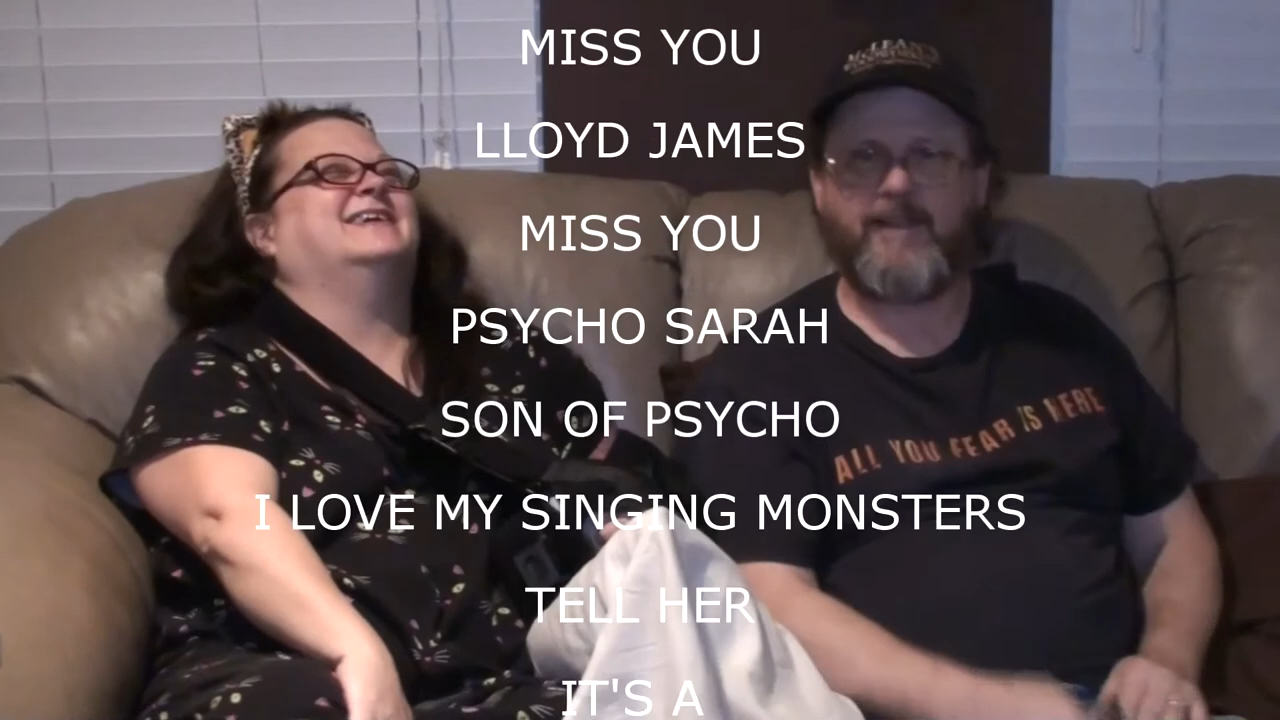 McLEAN'S
MISS YOU
LLOYD JAMES
MISS YOU
PSYCHO SARAH
SON OF PSYCHO
ALL YOU FEAR IS HERE
I LOVE MY SINGING MONSTERS
TELL HER
IT'S A